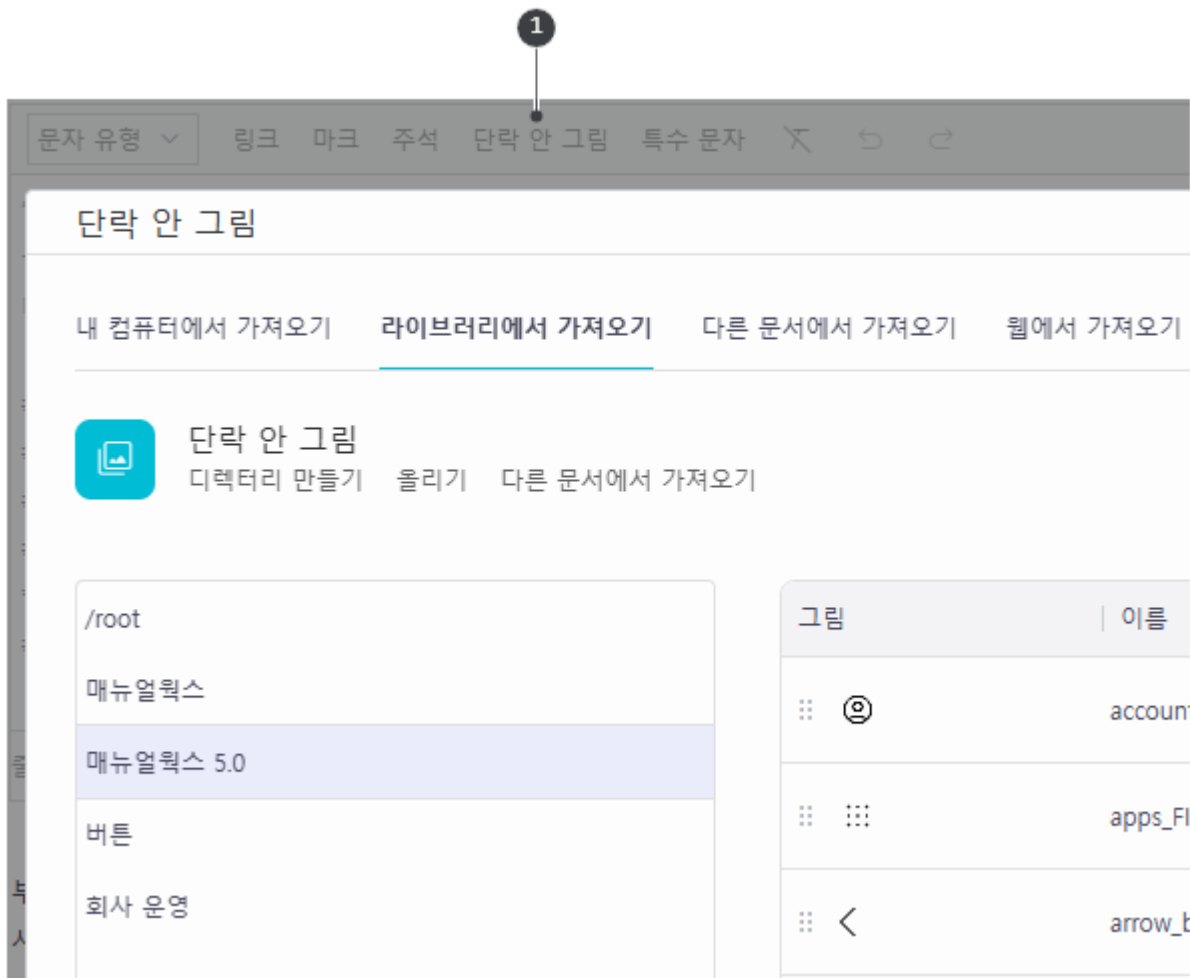 1
문자 유형 링크 마크 주석 단락 안 그림 특수 문자
단락 안 그림
내 컴퓨터에서 가져오기 라이브러리에서 가져오기 다른 문서에서 가져오기 웹에서 가져오기
단락 안 그림
디렉터리 만들기 올리기 다른 문서에서 가져오기
/root
매뉴얼웍스
매뉴얼웍스 5.0
버튼
회사 운영
그림 이름
account
apps_Fl
arrow_b